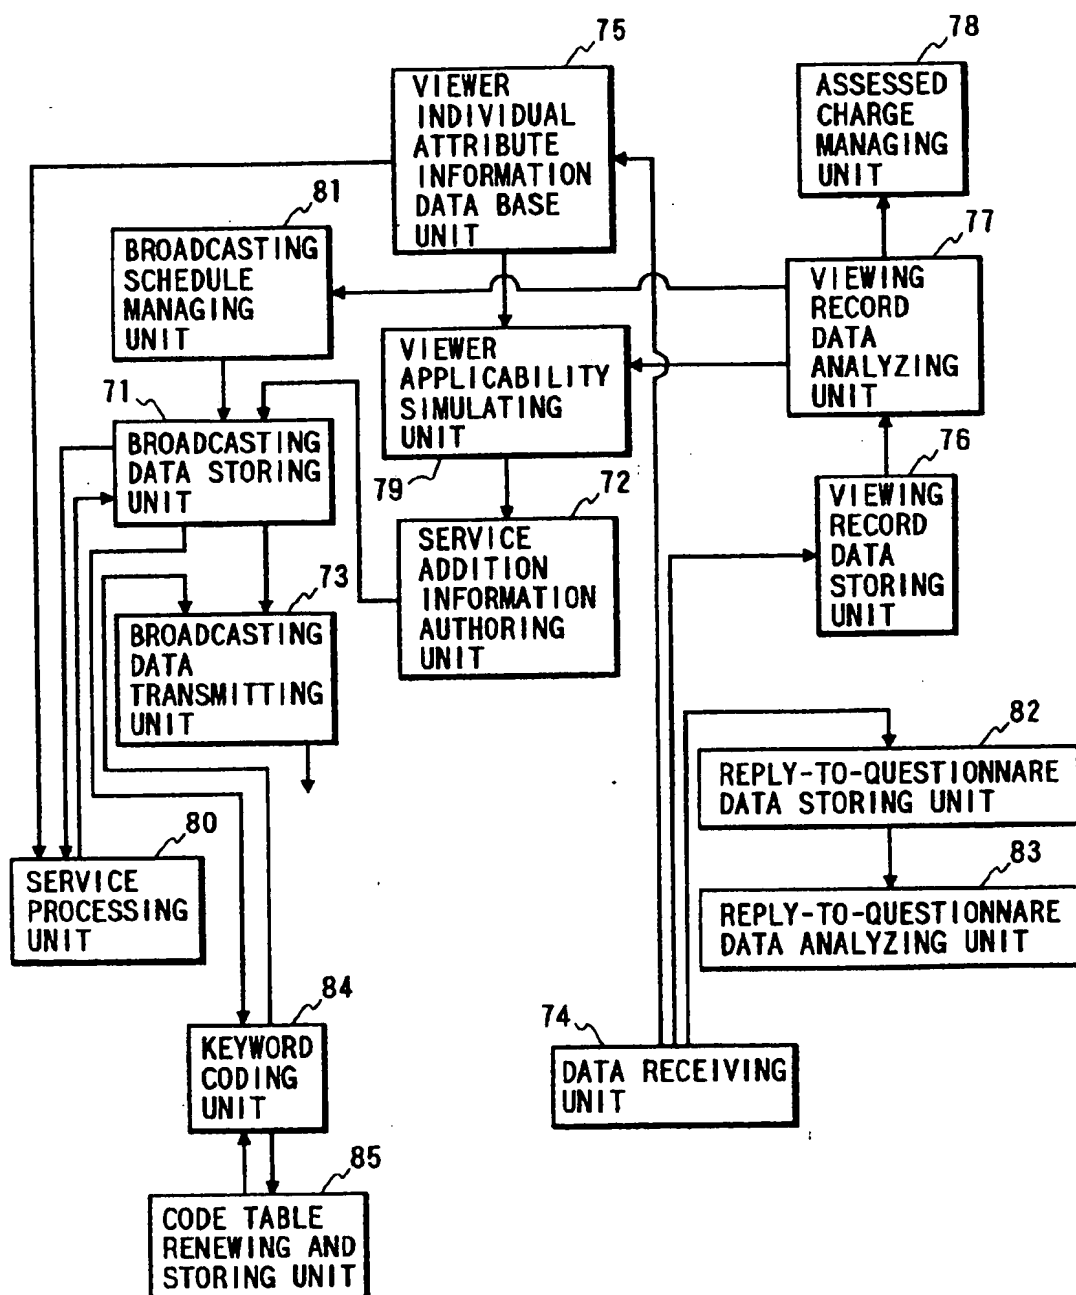 75
VIEWER
INDIVIDUAL
ATTRIBUTE
INFORMATION
DATA BASE
UNIT
78
ASSESSED
CHARGE
MANAGING
UNIT
81
BROADCASTING
SCHEDULE
MANAGING
UNIT
77
VIEWING
RECORD
DATA
ANALYZING
UNIT
VIEWER
APPLICABILITY
SIMULATING
UNIT
79
71
BROADCASTING
DATA STORING
UNIT
76
VIEWING
RECORD
DATA
STORING
UNIT
72
SERVICE
ADDITION
INFORMATION
AUTHORING
UNIT
73
BROADCASTING
DATA
TRANSMITTING
UNIT
82
REPLY-TO-QUESTIONNARE
DATA STORING UNIT
80
SERVICE
PROCESSING
UNIT
83
REPLY-TO-QUESTIONNARE
DATA ANALYZING UNIT
84
KEYWORD
CODING
UNIT
74
DATA RECEIVING
UNIT
85
CODE TABLE
RENEWING AND
STORING UNIT